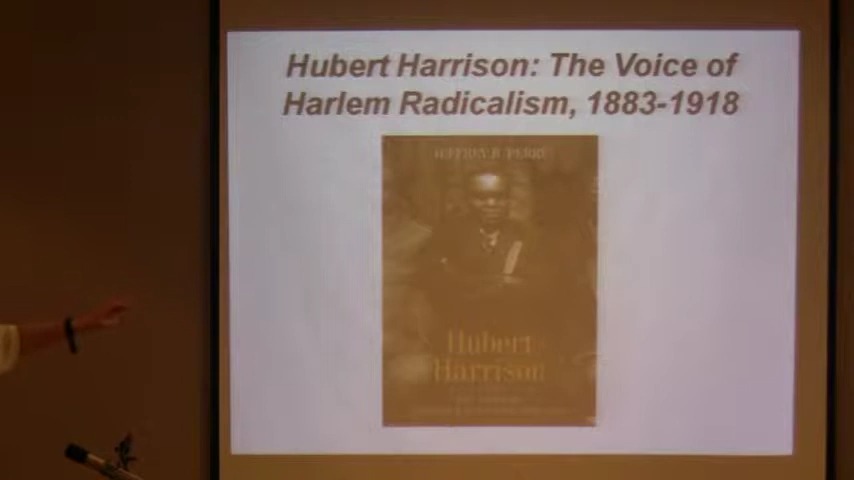 Hubert Harrison: The Voice of
Harlem Radicalism, 1883-1918
JEFFREY B. PERRY
Hubert
Harrison